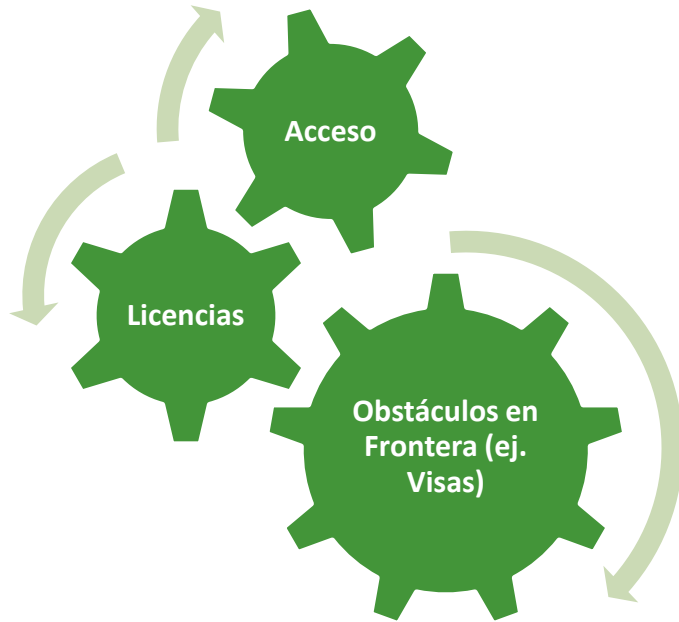 Acceso
Licencias
Obstáculos en
Frontera (ej.
Visas)